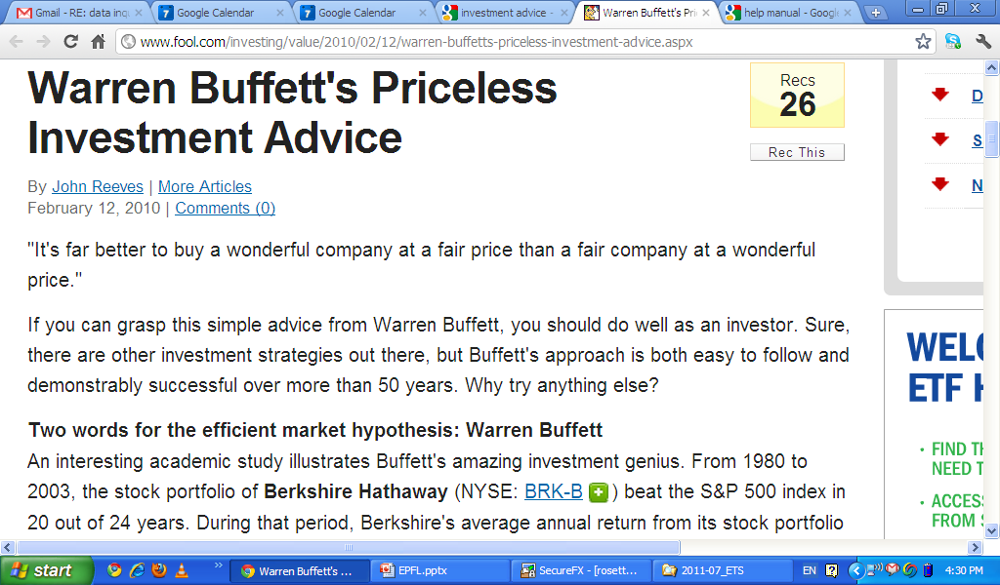 Gmail - RE: data inqu
Google Calendar
Google Calendar
investment advice -
Warren Buffett's Pri
help manual - Google
www.fool.com/investing/value/2010/02/12/warren-buffetts-priceless-investment-advice.aspx
Warren Buffett's Priceless
Investment Advice
Recs
26
Rec This
By John Reeves | More Articles
February 12, 2010 | Comments (0)
"It's far better to buy a wonderful company at a fair price than a fair company at a wonderful
price."
If you can grasp this simple advice from Warren Buffett, you should do well as an investor. Sure,
there are other investment strategies out there, but Buffett's approach is both easy to follow and
demonstrably successful over more than 50 years. Why try anything else?
Two words for the efficient market hypothesis: Warren Buffett
An interesting academic study illustrates Buffett's amazing investment genius. From 1980 to
2003, the stock portfolio of Berkshire Hathaway (NYSE: BRK-B ) beat the S&P 500 index in
20 out of 24 years. During that period, Berkshire's average annual return from its stock portfolio
D
S
N
WELC
ETF H
• FIND TH
NEED T
• ACCES
FROM S
start
Warren Buffett's ...
EPFL.pptx
SecureFX - [rosett...
2011-07_ETS
EN
4:30 PM